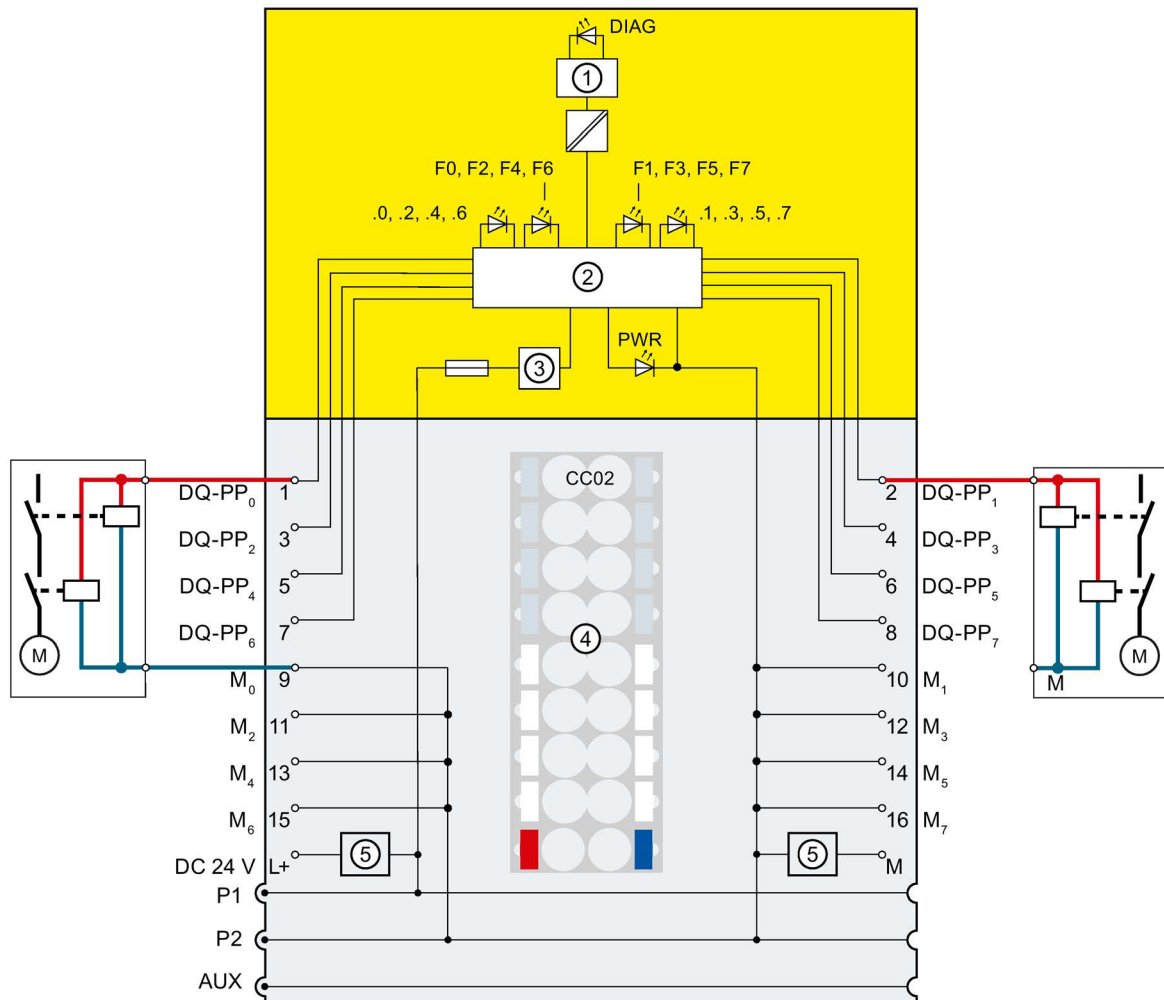 DIAG
①
F0, F2, F4, F6 F1, F3, F5, F7
.0, .2, .4, .6 .1, .3, .5, .7
②
PWR
③
CC02
DQ-PP₀ 1 2 DQ-PP₁
DQ-PP₂ 3 4 DQ-PP₃
DQ-PP₄ 5 6 DQ-PP₅
DQ-PP₆ 7 8 DQ-PP₇
④
M M
M₀ 9 10 M₁ M
M₂ 11 12 M₃
M₄ 13 14 M₅
M₆ 15 16 M₇
⑤ ⑤
DC 24 V L+ M
P1
P2
AUX